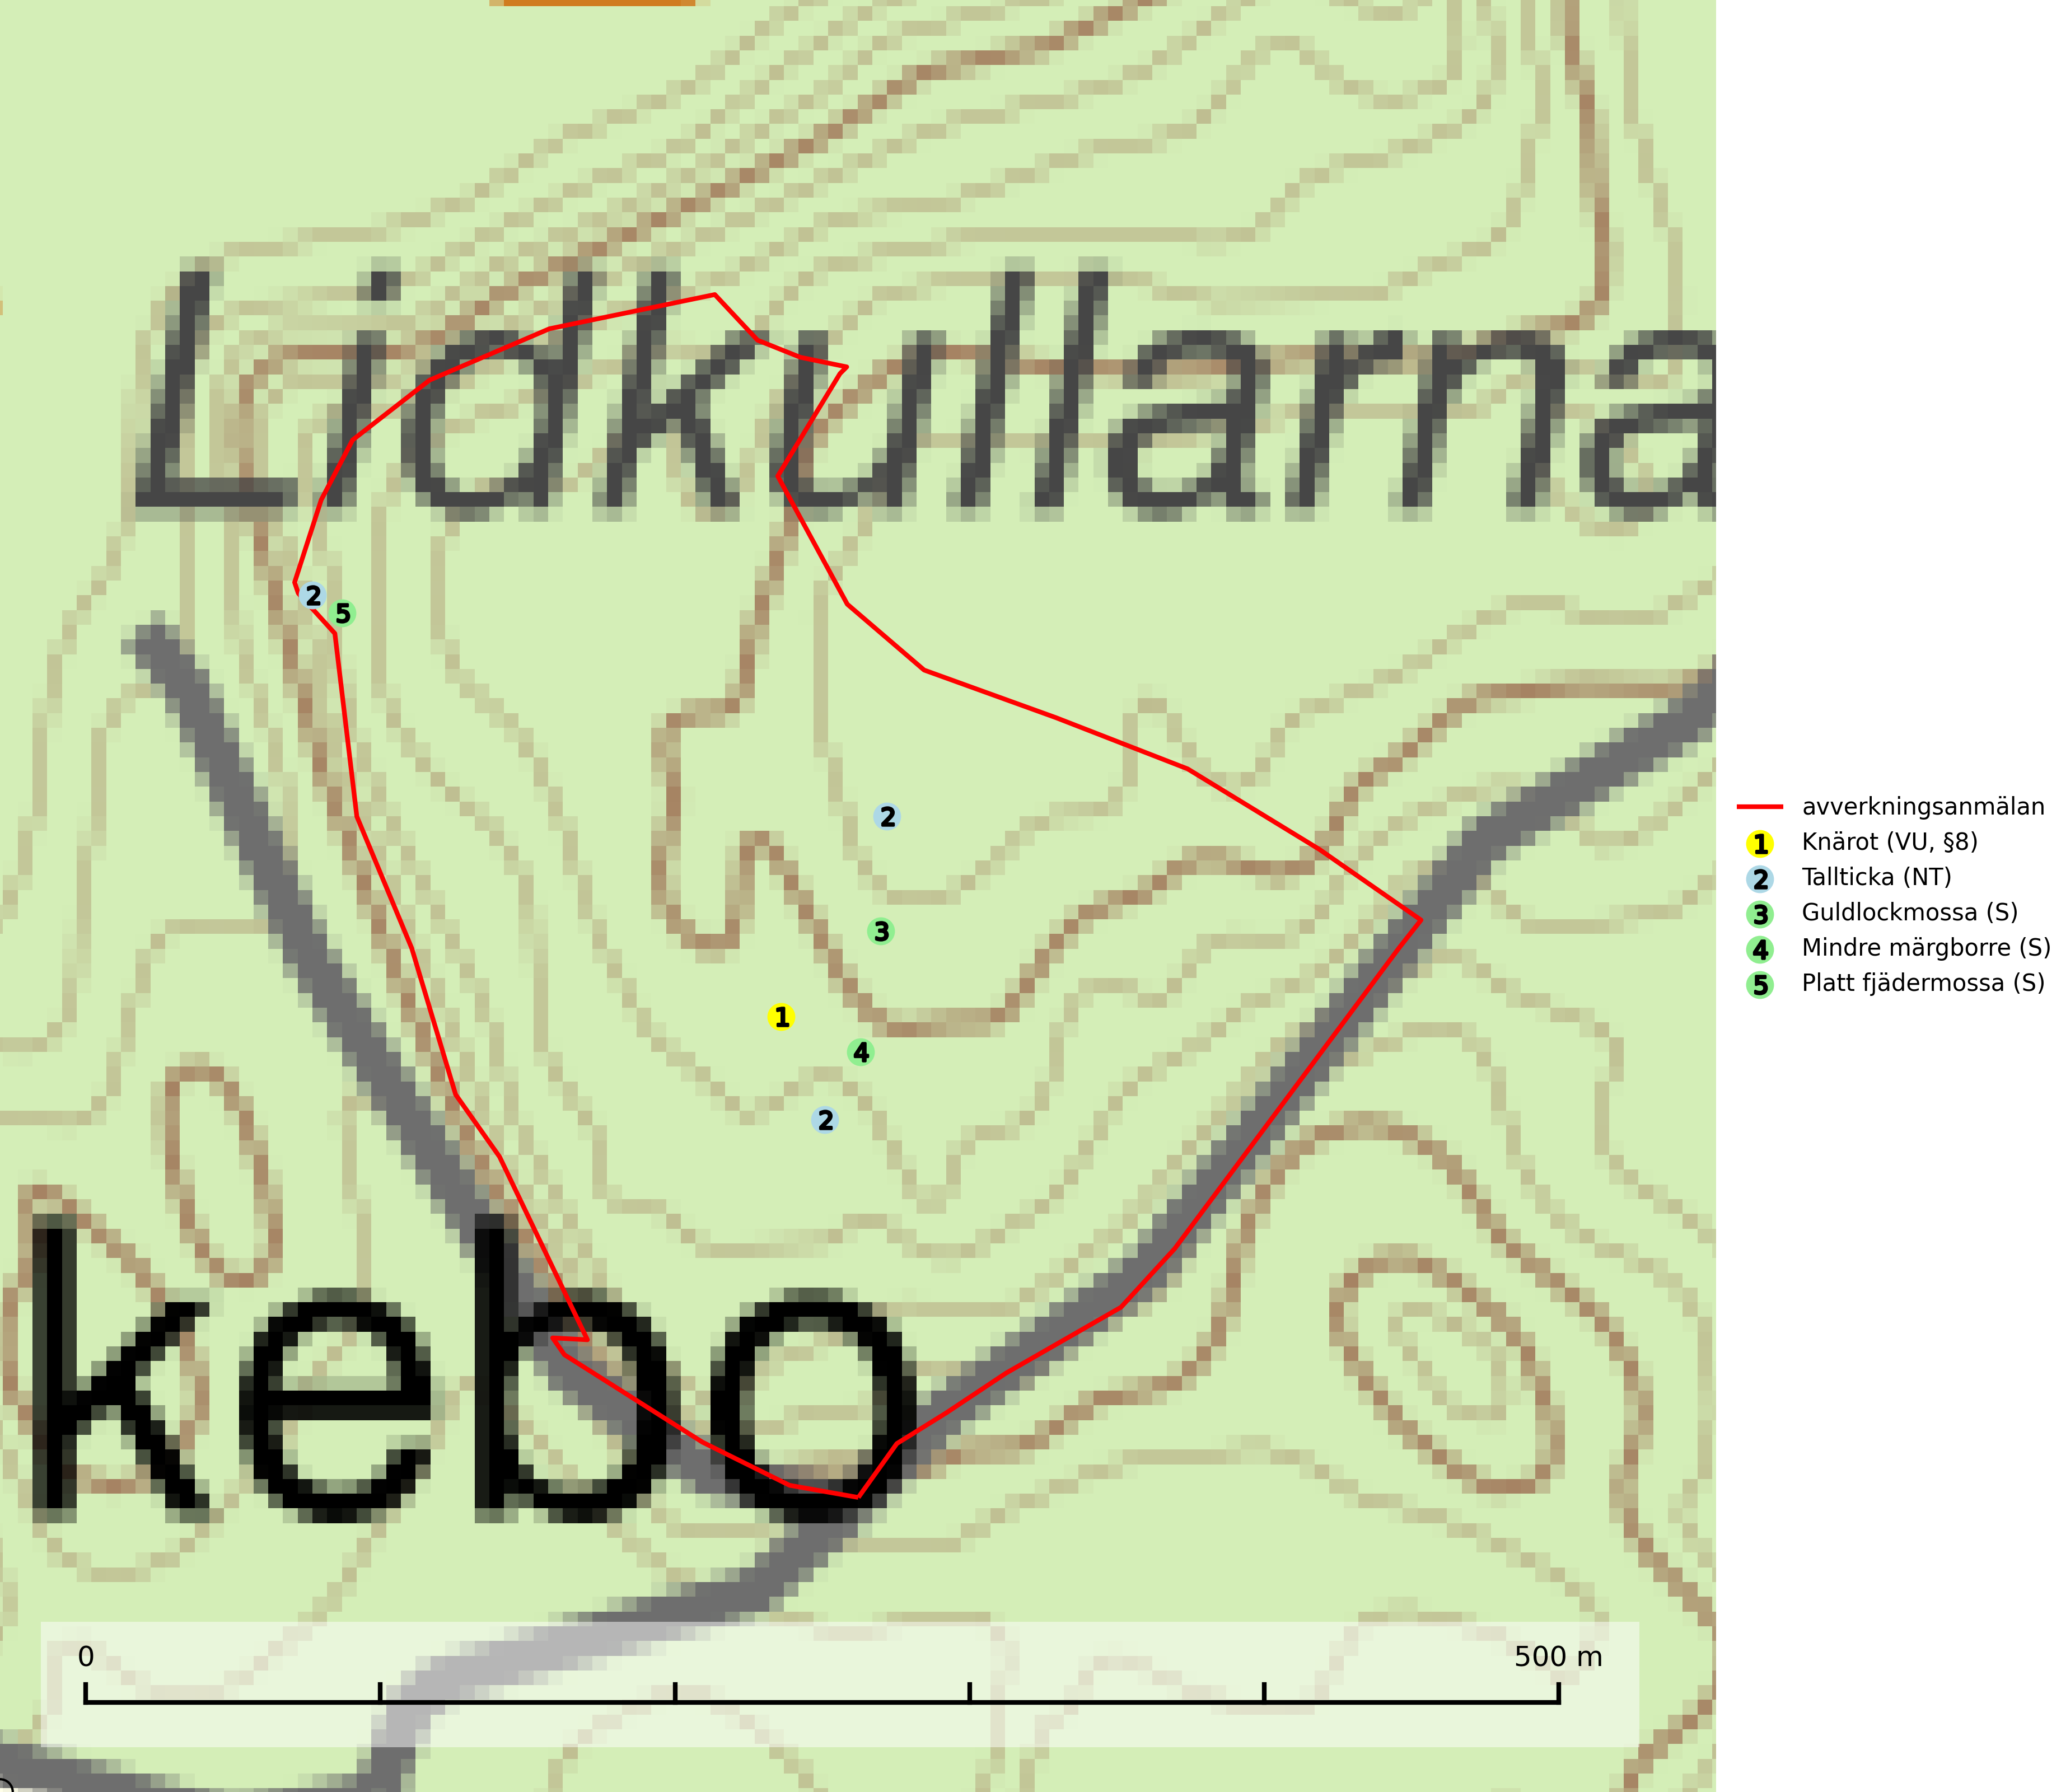 Lidkullarna
2
5
2
3
1
4
2
kebo
0 500 m
avverkningsanmälan
1 Knärot (VU, §8)
2 Tallticka (NT)
3 Guldlockmossa (S)
4 Mindre märgborre (S)
5 Platt fjädermossa (S)